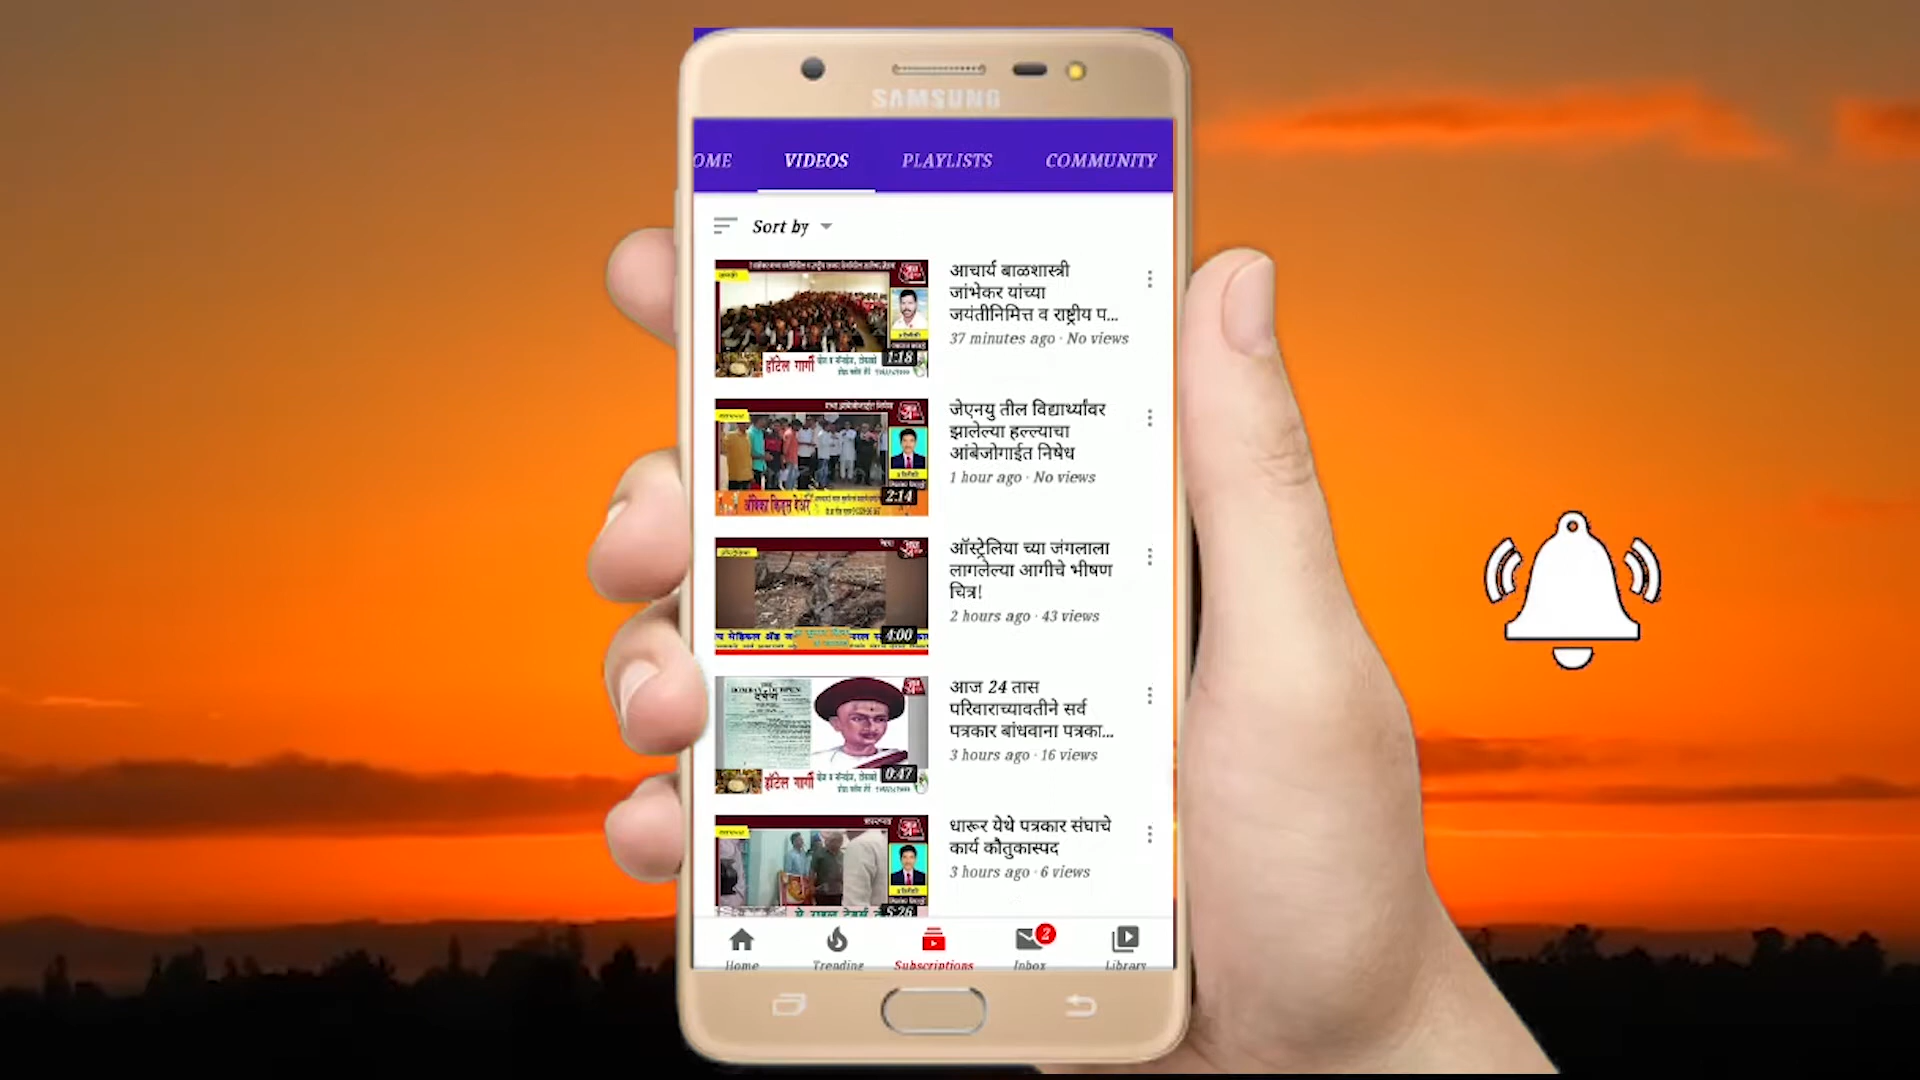 SAMSUNG
OME VIDEOS PLAYLISTS COMMUNITY
Sort by
आचार्य बाळशास्त्री
जांभेकर यांच्या
जयंतीनिमित्त व राष्ट्रीय प...
37 minutes ago · No views
हॉटेल गार्गी
1:18
जेएनयु तील विद्यार्थ्यांवर
झालेल्या हल्ल्याचा
आंबेजोगाईत निषेध
1 hour ago · No views
अंबिका किड्स वेअर
2:14
ऑस्ट्रेलिया च्या जंगलाला
लागलेल्या आगीचे भीषण
चित्र!
2 hours ago · 43 views
4:00
आज 24 तास
परिवाराच्यावतीने सर्व
पत्रकार बांधवाना पत्रका...
3 hours ago · 16 views
दर्पण
हॉटेल गार्गी
0:47
धारूर येथे पत्रकार संघाचे
कार्य कौतुकास्पद
3 hours ago · 6 views
5:26
2
Home Trending Subscriptions Inbox Library